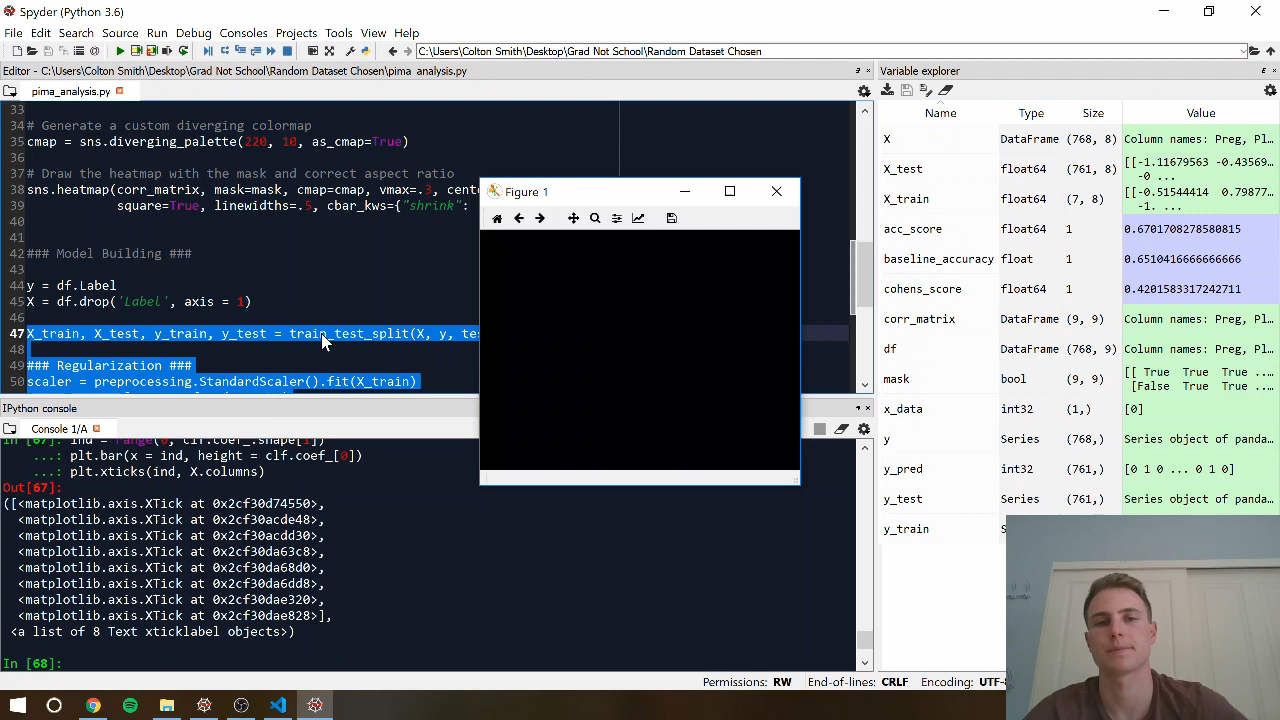 Spyder (Python 3.6)
File Edit Search Source Run Debug Consoles Projects Tools View Help
C:\Users\Colton Smith\Desktop\Grad Not School\Random Dataset Chosen
Editor - C:\Users\Colton Smith\Desktop\Grad Not School\Random Dataset Chosen\pima_analysis.py
pima_analysis.py
33
34 # Generate a custom diverging colormap
35 cmap = sns.diverging_palette(220, 10, as_cmap=True)
36
37 # Draw the heatmap with the mask and correct aspect ratio
38 sns.heatmap(corr_matrix, mask=mask, cmap=cmap, vmax=.3, cent
39 square=True, linewidths=.5, cbar_kws={"shrink":
40
41
42 ### Model Building ###
43
44 y = df.Label
45 X = df.drop('Label', axis = 1)
46
47 X_train, X_test, y_train, y_test = train_test_split(X, y, tes
48
49 ### Regularization ###
50 scaler = preprocessing.StandardScaler().fit(X_train)
Figure 1
IPython console
Console 1/A
...: plt.bar(x = ind, height = clf.coef_[0])
...: plt.xticks(ind, X.columns)
Out[67]:
([<matplotlib.axis.XTick at 0x2cf30d74550>,
<matplotlib.axis.XTick at 0x2cf30acde48>,
<matplotlib.axis.XTick at 0x2cf30acdd30>,
<matplotlib.axis.XTick at 0x2cf30da63c8>,
<matplotlib.axis.XTick at 0x2cf30da68d0>,
<matplotlib.axis.XTick at 0x2cf30da6dd8>,
<matplotlib.axis.XTick at 0x2cf30dae320>,
<matplotlib.axis.XTick at 0x2cf30dae828>],
<a list of 8 Text xticklabel objects>)
In [68]:
Variable explorer
Name Type Size Value
X DataFrame (768, 8) Column names: Preg, Pl…
X_test float64 (761, 8) [[-1.11679563 -0.43569…
X_train float64 (7, 8) [[-0.51544414 0.79877…
-1. …
acc_score float64 1 0.6701708278580815
baseline_accuracy float 1 0.6510416666666666
cohens_score float64 1 0.4201583317242711
corr_matrix DataFrame (9, 9) Column names: Preg, Pl…
df DataFrame (768, 9) Column names: Preg, Pl…
mask bool (9, 9) [[ True True True ...
[False True True ...
x_data int32 (1,) [0]
y Series (768,) Series object of panda…
y_pred int32 (761,) [0 1 0 ... 0 1 0]
y_test Series (761,) Series object of panda…
y_train S
Permissions: RW End-of-lines: CRLF Encoding: UTF-8